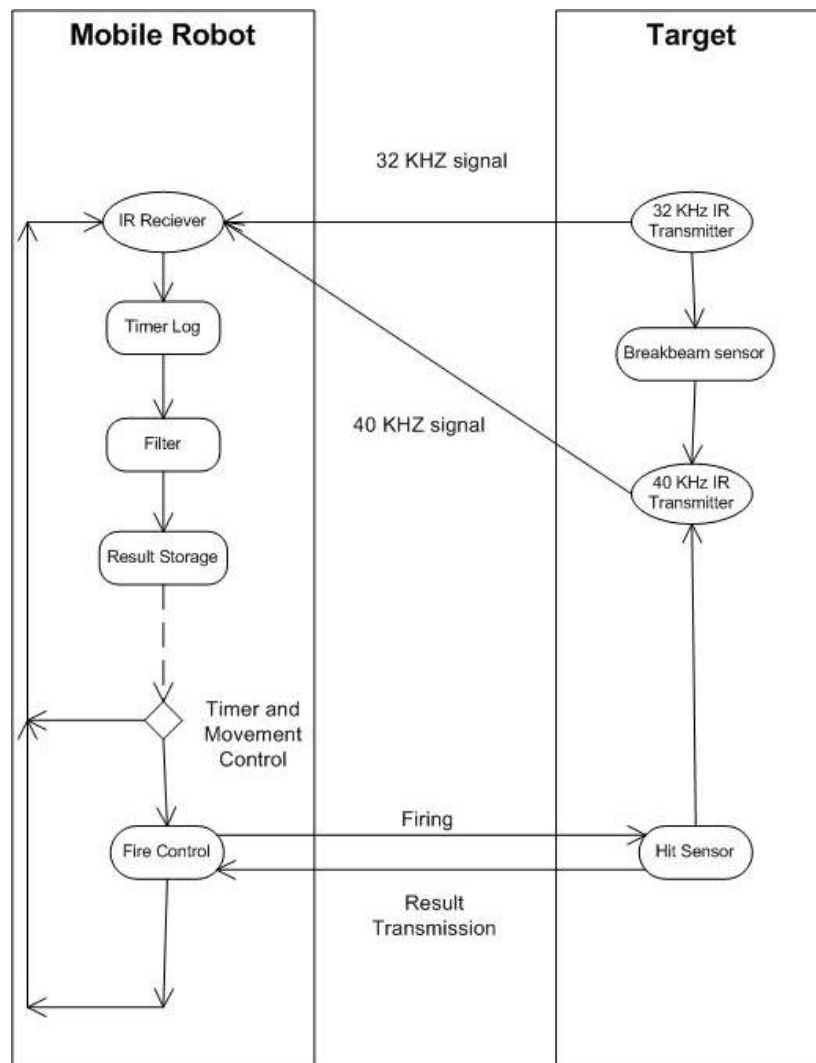 Mobile Robot
Target
32 KHZ signal
IR Reciever
32 KHz IR
Transmitter
Timer Log
Breakbeam sensor
40 KHZ signal
Filter
40 KHz IR
Transmitter
Result Storage
Timer and
Movement
Control
Firing
Fire Control
Hit Sensor
Result
Transmission